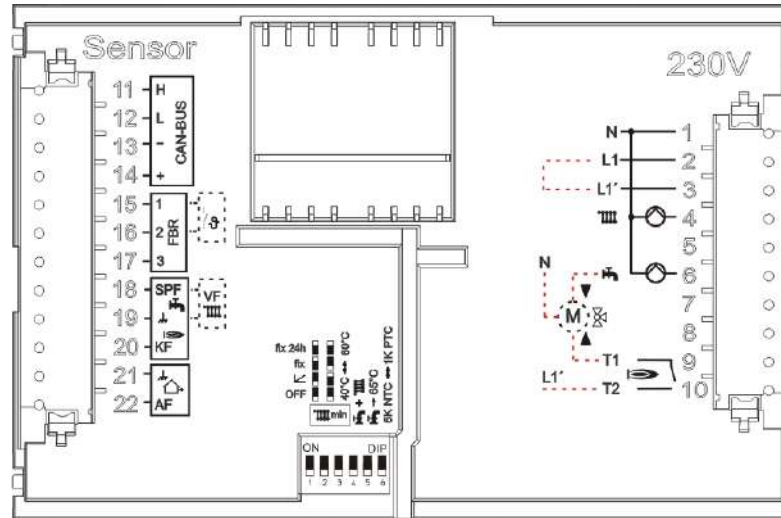 Sensor
11 H
12 L
13 -
14 +
CAN-BUS
15 1
16 2
17 3
FBR
ϑ
18 SPF
19
20 KF
VF
21
22 AF
fix 24h
fix
OFF
40°C ↔ 60°C
min
+
→ 65°C
5K NTC ↔ 1K PTC
ON DIP
1 2 3 4 5 6
230V
N 1
L1 2
L1´ 3
4
5
6
N
M
7
8
T1 9
L1´ T2 10